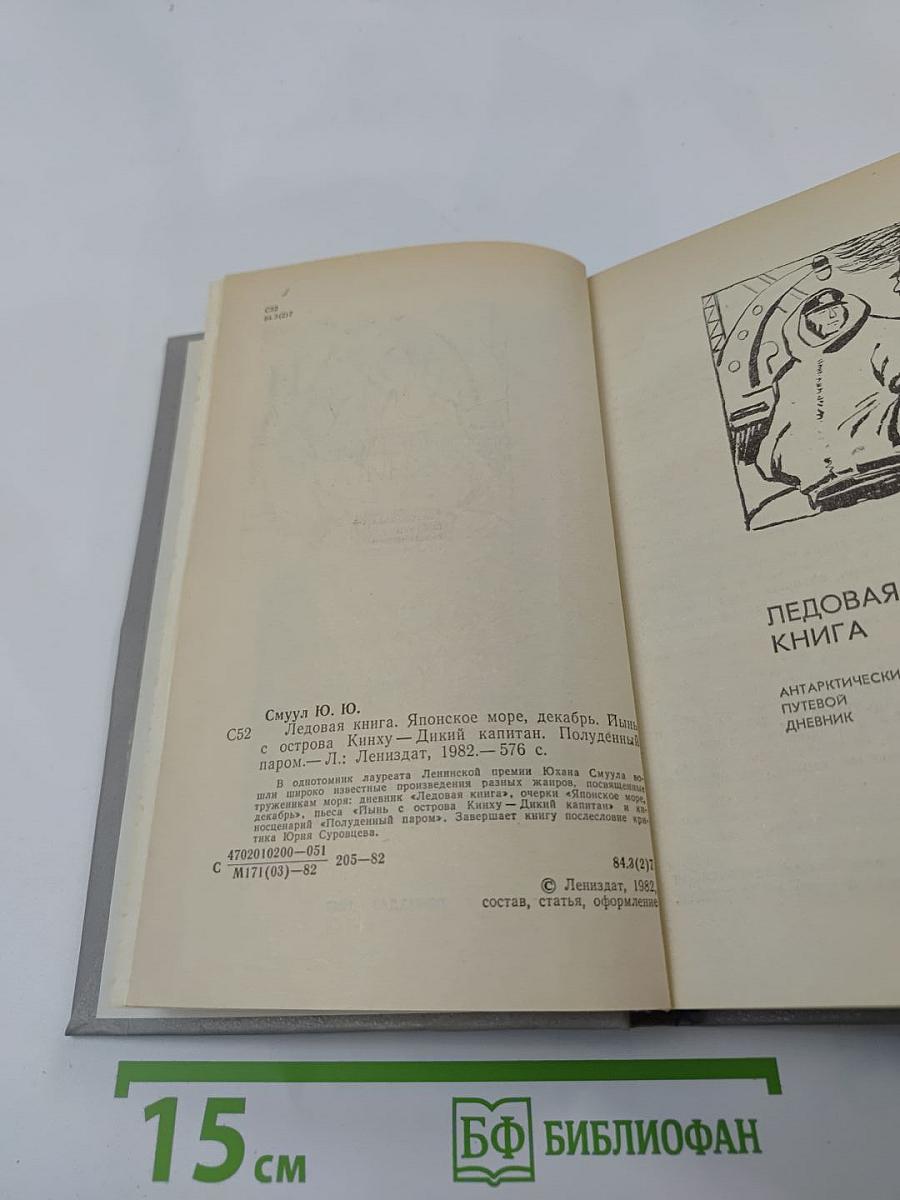 С52
84.3(2)7
Смуул Ю. Ю.
С52 Ледовая книга. Японское море, декабрь. Йынь
с острова Кинху — Дикий капитан. Полуденный
паром.— Л.: Лениздат, 1982.— 576 с.
В однотомник лауреата Ленинской премии Юхана Смуула во-
шли широко известные произведения разных жанров, посвященные
труженикам моря: дневник «Ледовая книга», очерки «Японское море,
декабрь», пьеса «Йынь с острова Кинху — Дикий капитан» и ки-
носценарий «Полуденный паром». Завершает книгу послесловие кри-
тика Юрия Суровцева.
С 4702010200—051
М171(03)—82 205—82
84.3(2)7
© Лениздат, 1982,
состав, статья, оформление
ЛЕДОВАЯ
КНИГА
АНТАРКТИЧЕСКИ
ПУТЕВОЙ
ДНЕВНИК
15 см
БФ БИБЛИОФАН